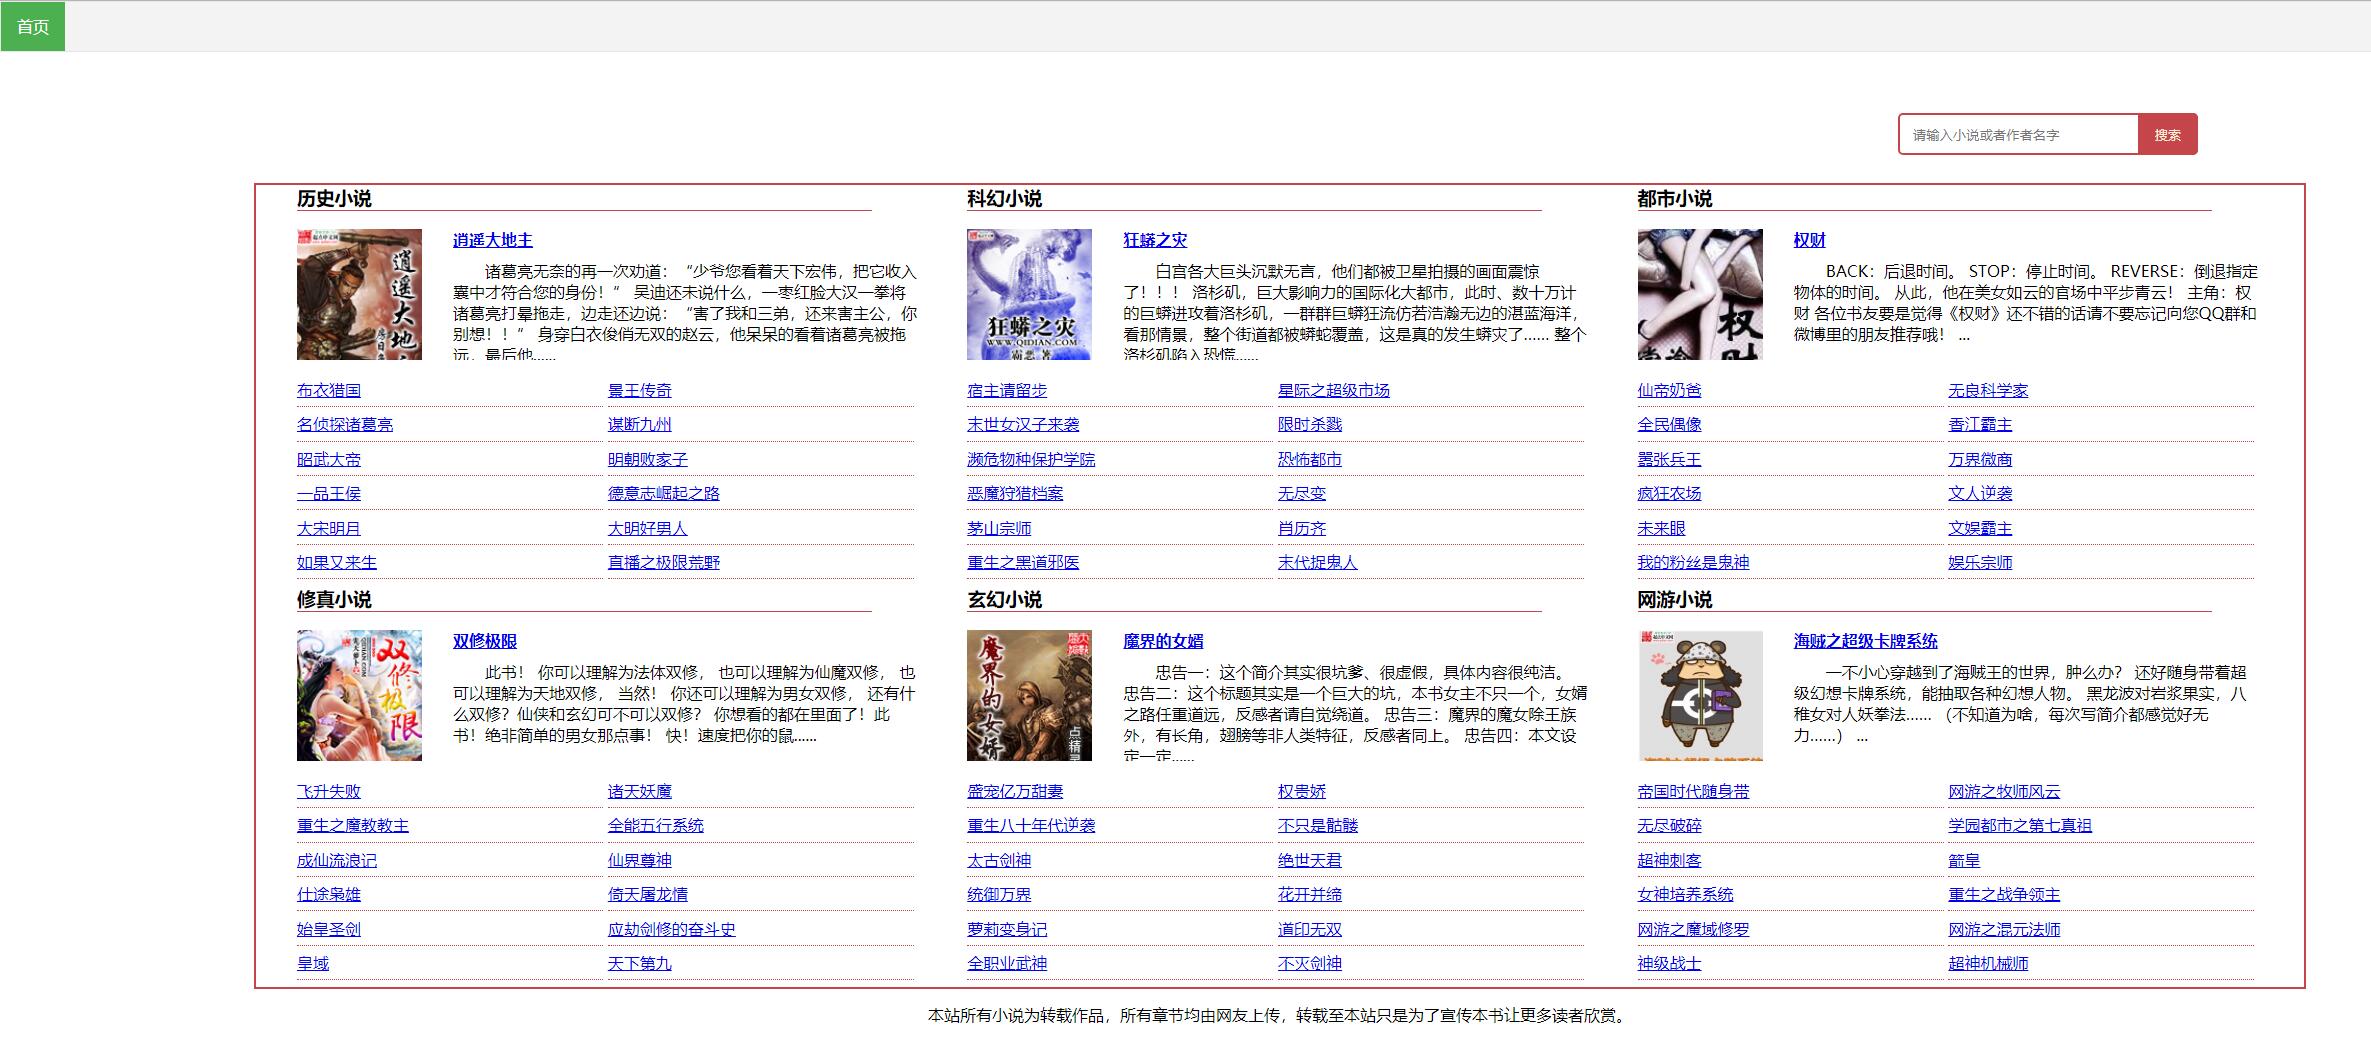 首页
请输入小说或者作者名字 搜索
历史小说
逍遥大地主
逍遥大地
诸葛亮无奈的再一次劝道： “少爷您看着天下宏伟，把它收入
囊中才符合您的身份！” 吴迪还未说什么，一枣红脸大汉一拳将
诸葛亮打晕拖走，边走还边说： “害了我和三弟，还来害主公，你
别想！！” 身穿白衣俊俏无双的赵云，他呆呆的看着诸葛亮被拖
远，最后他......
布衣猎国 景王传奇
名侦探诸葛亮 谋断九州
昭武大帝 明朝败家子
一品王侯 德意志崛起之路
大宋明月 大明好男人
如果又来生 直播之极限荒野
科幻小说
狂蟒之灾
狂蟒之灾
WWW.QIDIAN.COM
霸恶 著
白宫各大巨头沉默无言，他们都被卫星拍摄的画面震惊
了！！！ 洛杉矶，巨大影响力的国际化大都市，此时、数十万计
的巨蟒进攻着洛杉矶，一群群巨蟒狂流仿若浩瀚无边的湛蓝海洋，
看那情景，整个街道都被蟒蛇覆盖，这是真的发生蟒灾了...... 整个
洛杉矶陷入恐慌......
宿主请留步 星际之超级市场
末世女汉子来袭 限时杀戮
濒危物种保护学院 恐怖都市
恶魔狩猎档案 无尽变
茅山宗师 肖历齐
重生之黑道邪医 末代捉鬼人
都市小说
权财
权财
BACK：后退时间。 STOP：停止时间。 REVERSE：倒退指定
物体的时间。 从此，他在美女如云的官场中平步青云！ 主角：权
财 各位书友要是觉得《权财》还不错的话请不要忘记向您QQ群和
微博里的朋友推荐哦！ ...
仙帝奶爸 无良科学家
全民偶像 香江霸主
嚣张兵王 万界微商
疯狂农场 文人逆袭
未来眼 文娱霸主
我的粉丝是鬼神 娱乐宗师
修真小说
双修极限
双修极限
此书！ 你可以理解为法体双修， 也可以理解为仙魔双修， 也
可以理解为天地双修， 当然！ 你还可以理解为男女双修， 还有什
么双修？仙侠和玄幻可不可以双修？ 你想看的都在里面了！此
书！绝非简单的男女那点事！ 快！速度把你的鼠......
飞升失败 诸天妖魔
重生之魔教教主 全能五行系统
成仙流浪记 仙界尊神
仕途枭雄 倚天屠龙情
始皇圣剑 应劫剑修的奋斗史
皇域 天下第九
玄幻小说
魔界的女婿
魔界的女婿
点精灵
忠告一：这个简介其实很坑爹、很虚假，具体内容很纯洁。
忠告二：这个标题其实是一个巨大的坑，本书女主不只一个，女婿
之路任重道远，反感者请自觉绕道。 忠告三：魔界的魔女除王族
外，有长角，翅膀等非人类特征，反感者同上。 忠告四：本文设
定一定......
盛宠亿万甜妻 权贵娇
重生八十年代逆袭 不只是骷髅
太古剑神 绝世天君
统御万界 花开并缔
萝莉变身记 道印无双
全职业武神 不灭剑神
网游小说
海贼之超级卡牌系统
一不小心穿越到了海贼王的世界，肿么办？ 还好随身带着超
级幻想卡牌系统，能抽取各种幻想人物。 黑龙波对岩浆果实，八
稚女对人妖拳法...... （不知道为啥，每次写简介都感觉好无
力......） ...
帝国时代随身带 网游之牧师风云
无尽破碎 学园都市之第七真祖
超神刺客 箭皇
女神培养系统 重生之战争领主
网游之魔域修罗 网游之混元法师
神级战士 超神机械师
本站所有小说为转载作品，所有章节均由网友上传，转载至本站只是为了宣传本书让更多读者欣赏。